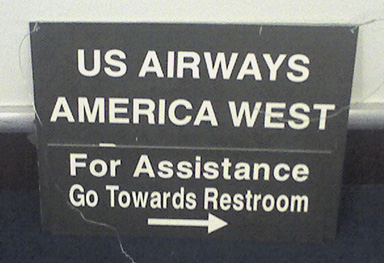 US AIRWAYS
AMERICA WEST
For Assistance
Go Towards Restroom